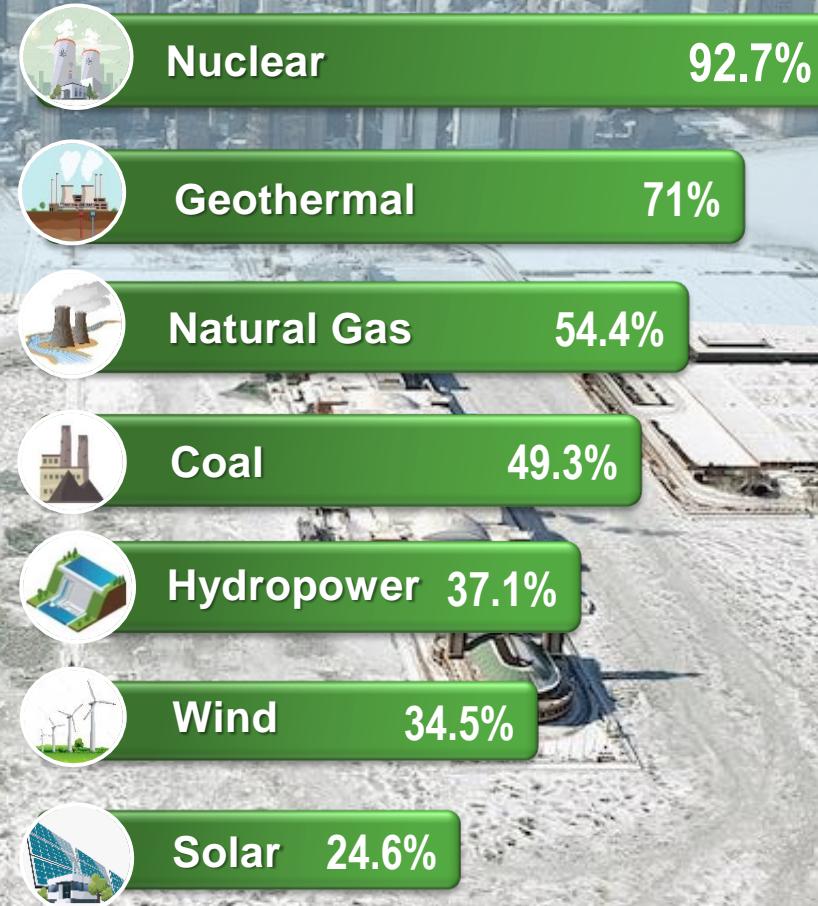 Nuclear 92.7%
Geothermal 71%
Natural Gas 54.4%
Coal 49.3%
Hydropower 37.1%
Wind 34.5%
Solar 24.6%